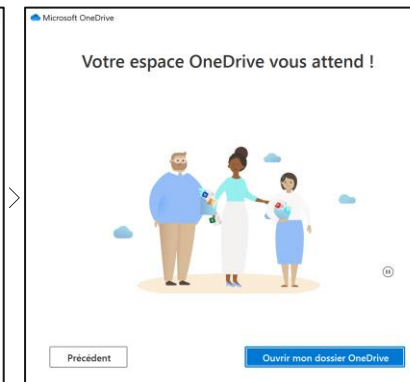 Microsoft OneDrive
Votre espace OneDrive vous attend !
Précédent
Ouvrir mon dossier OneDrive